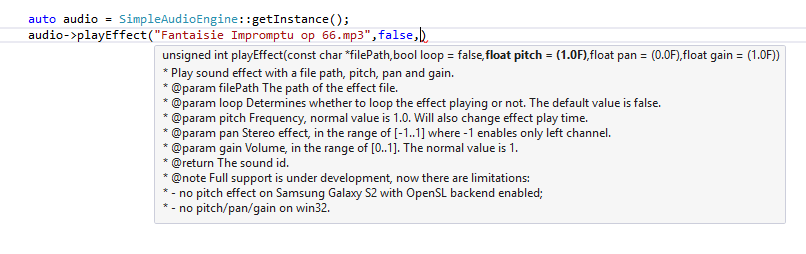 auto audio = SimpleAudioEngine::getInstance();
audio->playEffect("Fantaisie Impromptu op 66.mp3",false,)
unsigned int playEffect(const char *filePath,bool loop = false,float pitch = (1.0F),float pan = (0.0F),float gain = (1.0F))
* Play sound effect with a file path, pitch, pan and gain.
* @param filePath The path of the effect file.
* @param loop Determines whether to loop the effect playing or not. The default value is false.
* @param pitch Frequency, normal value is 1.0. Will also change effect play time.
* @param pan Stereo effect, in the range of [-1..1] where -1 enables only left channel.
* @param gain Volume, in the range of [0..1]. The normal value is 1.
* @return The sound id.
* @note Full support is under development, now there are limitations:
* - no pitch effect on Samsung Galaxy S2 with OpenSL backend enabled;
* - no pitch/pan/gain on win32.